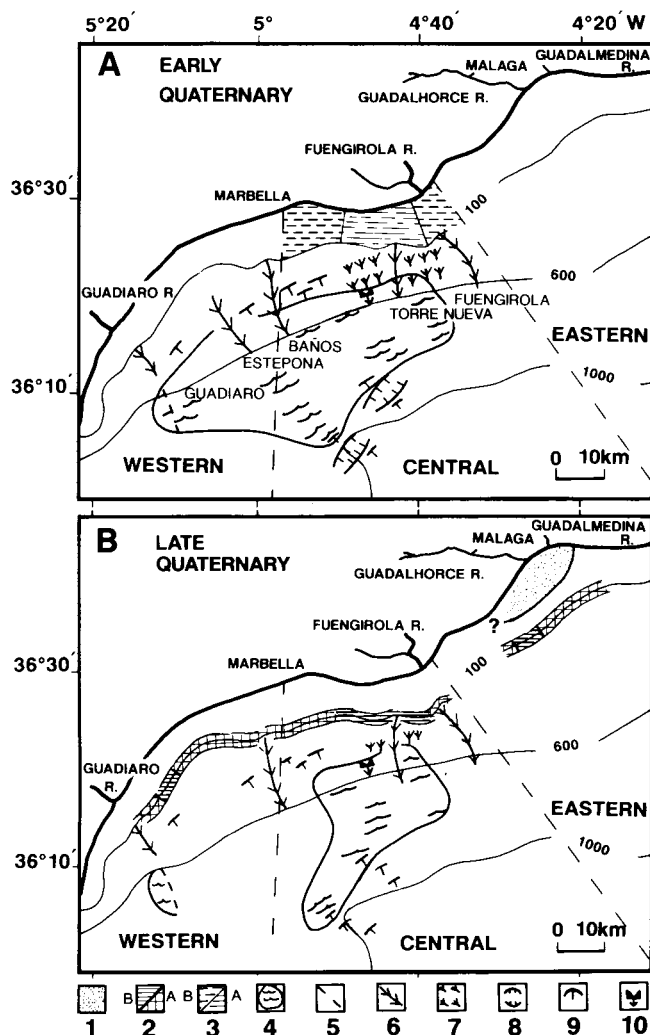 5°20´ 5° 4°40´ 4°20´ W
A EARLY QUATERNARY
MALAGA
GUADALMEDINA R.
GUADALHORCE R.
FUENGIROLA R.
36°30´
MARBELLA
100
600
GUADIARO R.
FUENGIROLA
TORRE NUEVA
EASTERN
BAÑOS
ESTEPONA
1000
36°10´
GUADIARO
WESTERN
CENTRAL
0 10km
B LATE QUATERNARY
MALAGA
GUADALMEDINA R.
GUADALHORCE R.
FUENGIROLA R.
?
36°30´
MARBELLA
100
600
GUADIARO R.
EASTERN
1000
36°10´
WESTERN
CENTRAL
0 10km
B A B A
1 2 3 4 5 6 7 8 9 10